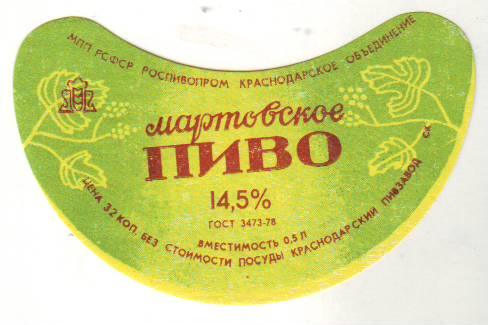 МПП РСФСР РОСПИВОПРОМ КРАСНОДАРСКОЕ ОБЪЕДИНЕНИЕ
мартовское
ПИВО
14,5%
ГОСТ 3473-78
ВМЕСТИМОСТЬ 0,5 Л
ЦЕНА 32 КОП. БЕЗ СТОИМОСТИ ПОСУДЫ КРАСНОДАРСКИЙ ПИВЗАВОД СК